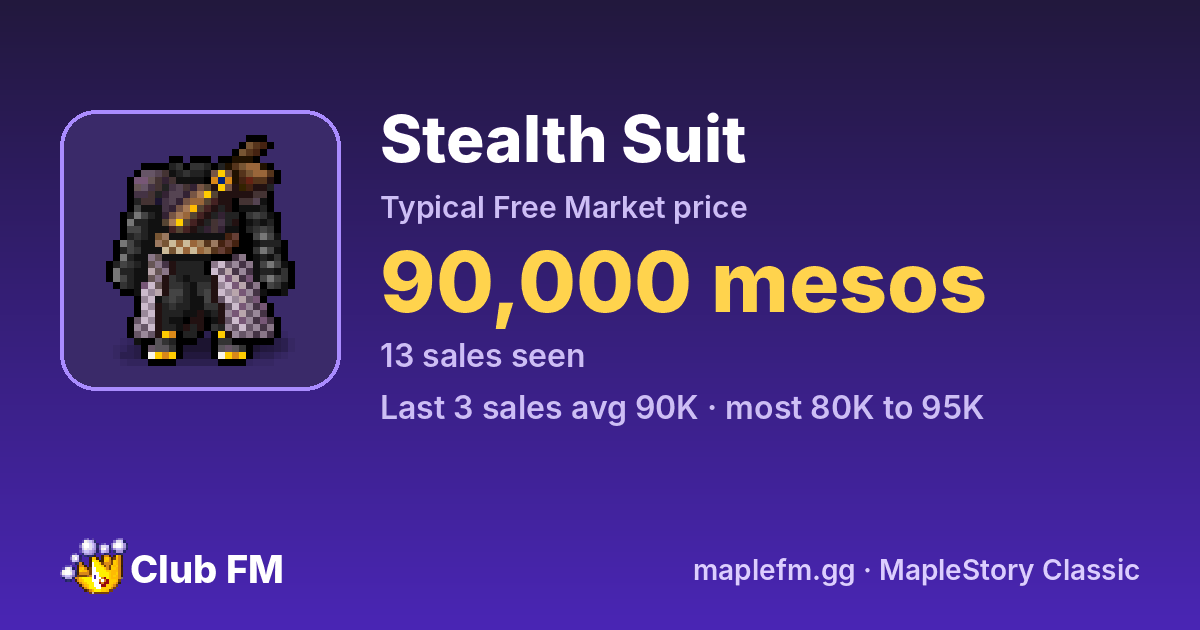 Stealth Suit
Typical Free Market price
90,000 mesos
13 sales seen
Last 3 sales avg 90K · most 80K to 95K
Club FM
maplefm.gg · MapleStory Classic